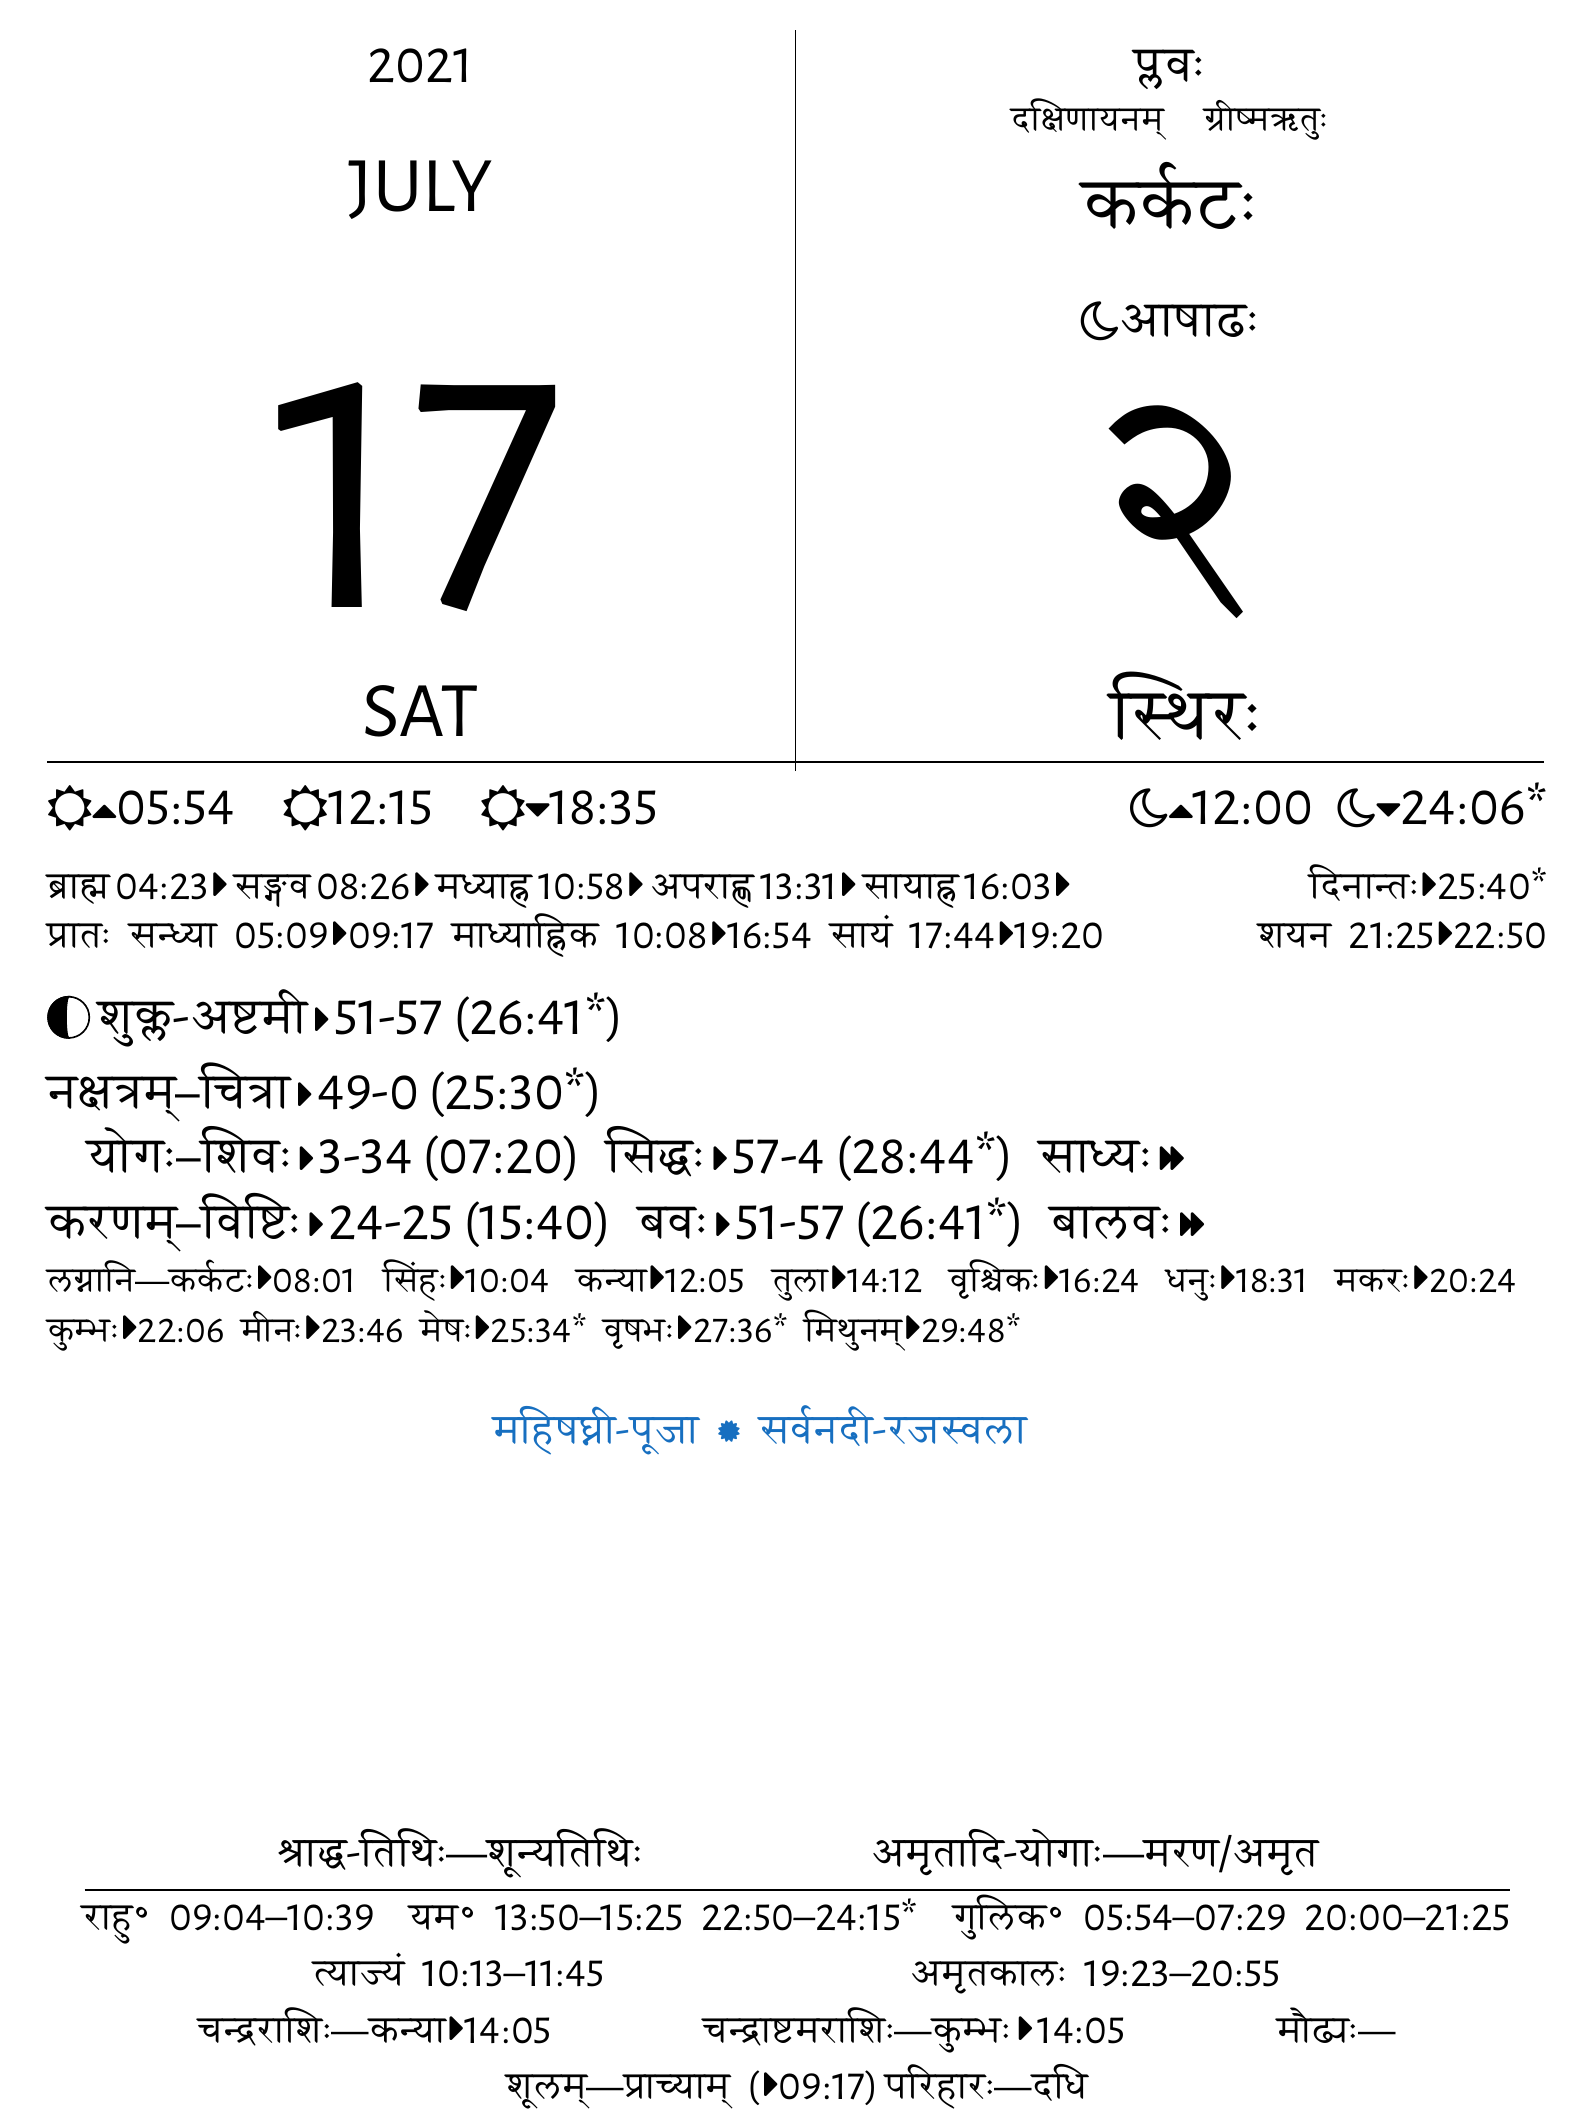 2021
JULY
17
SAT
प्लवः
दक्षिणायनम् ग्रीष्मऋतुः
कर्कटः
आषाढः
२
स्थिरः
05:54 12:15 18:35 12:00 24:06*
ब्राह्म 04:23 सङ्गव 08:26 मध्याह्न 10:58 अपराह्ण 13:31 सायाह्न 16:03 दिनान्तः 25:40*
प्रातः सन्ध्या 05:09 09:17 माध्याह्निक 10:08 16:54 सायं 17:44 19:20 शयन 21:25 22:50
शुक्ल-अष्टमी 51-57 (26:41*)
नक्षत्रम्–चित्रा 49-0 (25:30*)
योगः–शिवः 3-34 (07:20) सिद्धः 57-4 (28:44*) साध्यः
करणम्–विष्टिः 24-25 (15:40) बवः 51-57 (26:41*) बालवः
लग्नानि—कर्कटः 08:01 सिंहः 10:04 कन्या 12:05 तुला 14:12 वृश्चिकः 16:24 धनुः 18:31 मकरः 20:24
कुम्भः 22:06 मीनः 23:46 मेषः 25:34* वृषभः 27:36* मिथुनम् 29:48*
महिषघ्नी-पूजा ✹ सर्वनदी-रजस्वला
श्राद्ध-तिथिः—शून्यतिथिः अमृतादि-योगाः—मरण/अमृत
राहु° 09:04–10:39 यम° 13:50–15:25 22:50–24:15* गुलिक° 05:54–07:29 20:00–21:25
त्याज्यं 10:13–11:45 अमृतकालः 19:23–20:55
चन्द्रराशिः—कन्या 14:05 चन्द्राष्टमराशिः—कुम्भः 14:05 मौढ्यः—
शूलम्—प्राच्याम् ( 09:17) परिहारः—दधि